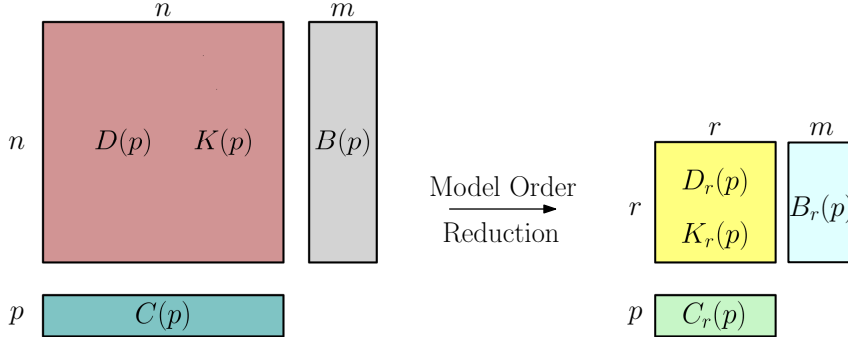 n
m
n
D(p) K(p)
B(p)
p
C(p)
Model Order
Reduction
r
m
r
D_r(p)
K_r(p)
B_r(p)
p
C_r(p)